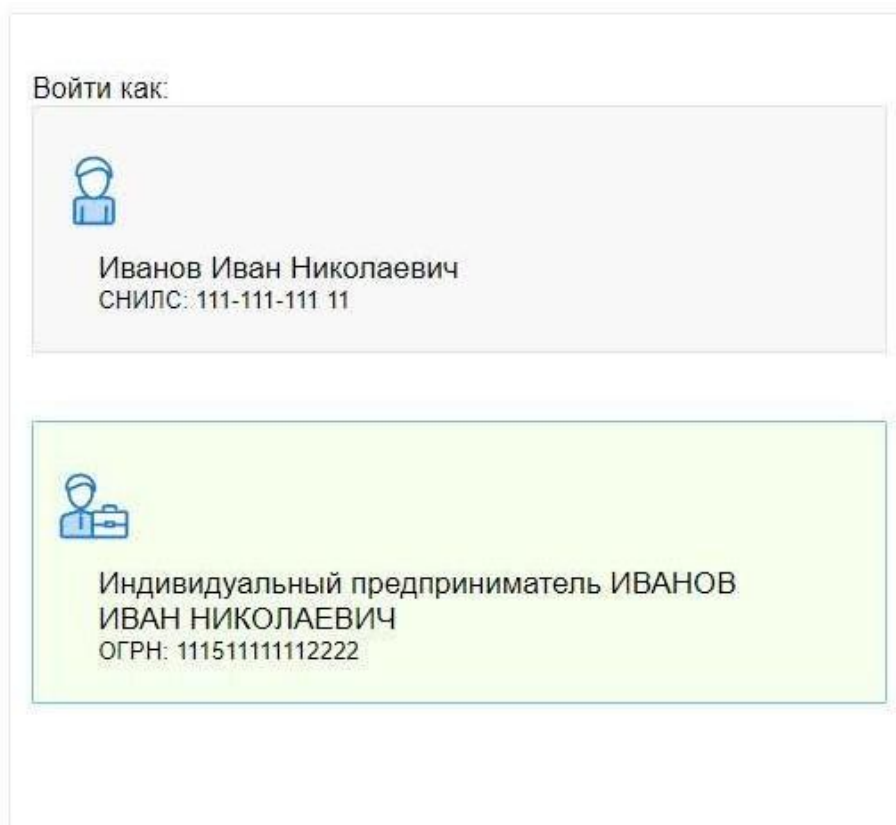 Войти как:
Иванов Иван Николаевич
СНИЛС: 111-111-111 11
Индивидуальный предприниматель ИВАНОВ
ИВАН НИКОЛАЕВИЧ
ОГРН: 111511111112222